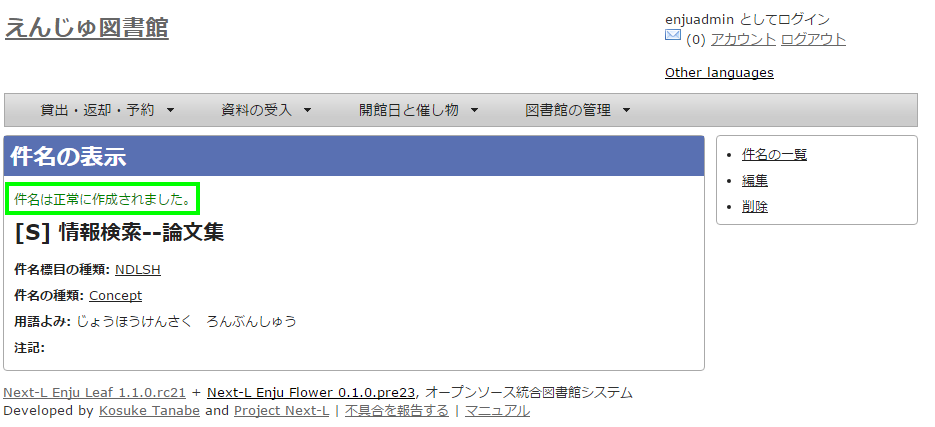 えんじゅ図書館
enjuadmin としてログイン
(0) アカウント ログアウト
Other languages
貸出・返却・予約 資料の受入 開館日と催し物 図書館の管理
件名の表示
件名は正常に作成されました。
[S] 情報検索--論文集
件名標目の種類: NDLSH
件名の種類: Concept
用語よみ: じょうほうけんさく　ろんぶんしゅう
注記:
件名の一覧
編集
削除
Next-L Enju Leaf 1.1.0.rc21 + Next-L Enju Flower 0.1.0.pre23, オープンソース統合図書館システム
Developed by Kosuke Tanabe and Project Next-L | 不具合を報告する | マニュアル